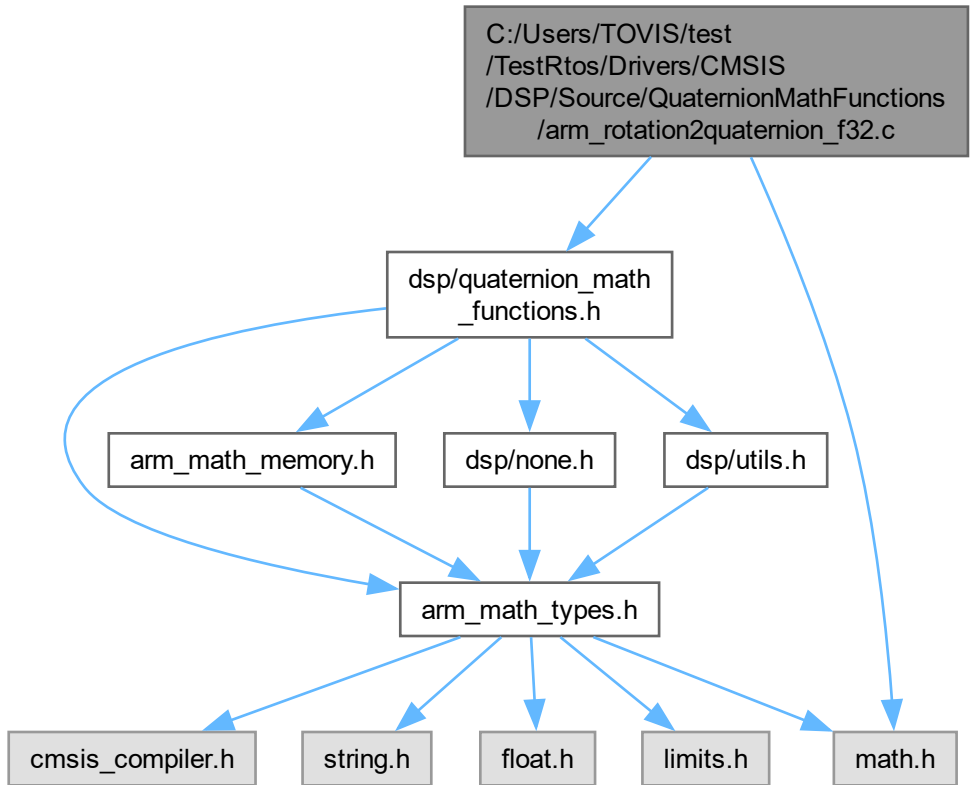 C:/Users/TOVIS/test
/TestRtos/Drivers/CMSIS
/DSP/Source/QuaternionMathFunctions
/arm_rotation2quaternion_f32.c
dsp/quaternion_math
_functions.h
arm_math_memory.h
dsp/none.h
dsp/utils.h
arm_math_types.h
cmsis_compiler.h
string.h
float.h
limits.h
math.h